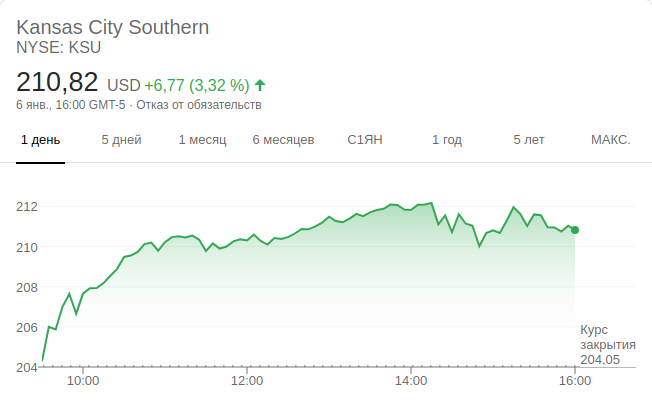 Kansas City Southern
NYSE: KSU
210,82 USD +6,77 (3,32 %)
6 янв., 16:00 GMT-5 · Отказ от обязательств
1 день 5 дней 1 месяц 6 месяцев С1ЯН 1 год 5 лет МАКС.
212
210
208
206
Курс
закрытия
204,05
204
10:00 12:00 14:00 16:00